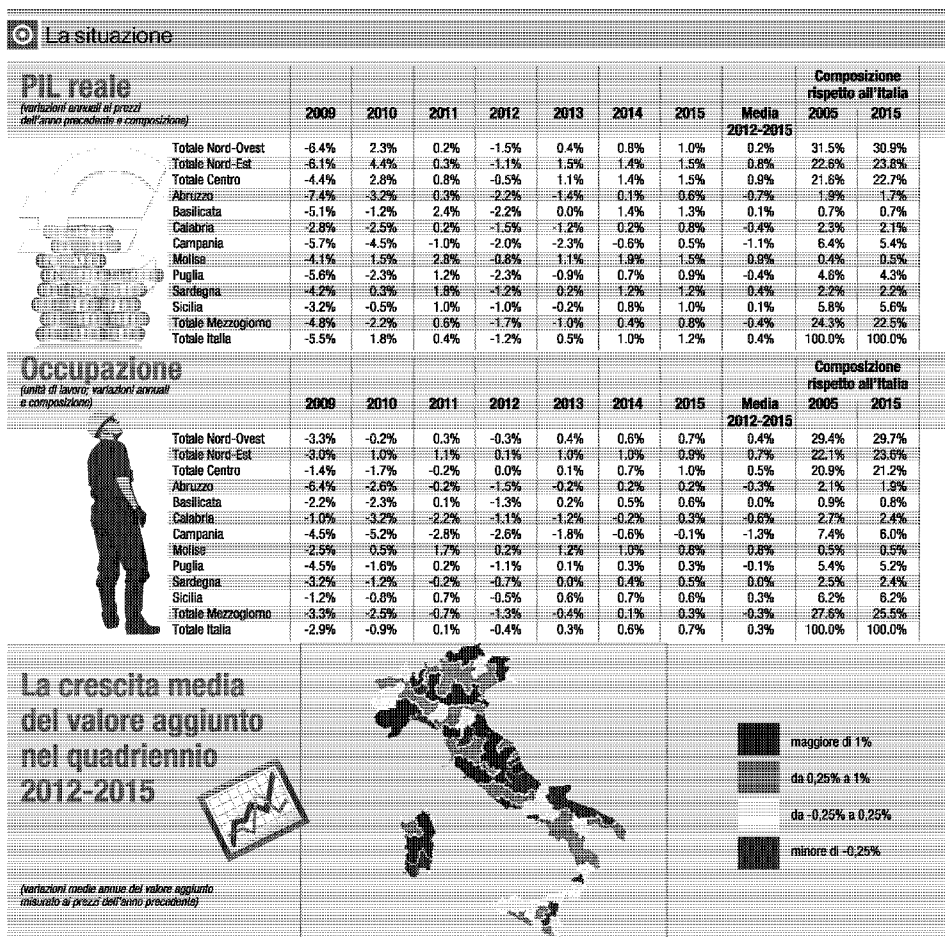 La situazione
PIL reale
(variazioni annuali ai prezzi
dell'anno precedente e composizione)
Composizione
rispetto all'Italia
2009 2010 2011 2012 2013 2014 2015 Media 2005 2015
2012-2015
Totale Nord-Ovest -6.4% 2.3% 0.2% -1.5% 0.4% 0.8% 1.0% 0.2% 31.5% 30.9%
Totale Nord-Est -6.1% 4.4% 0.3% -1.1% 1.5% 1.4% 1.5% 0.8% 22.6% 23.8%
Totale Centro -4.4% 2.8% 0.8% -0.5% 1.1% 1.4% 1.5% 0.9% 21.6% 22.7%
Abruzzo -7.4% -3.2% 0.3% -2.2% -1.4% 0.1% 0.6% -0.7% 1.9% 1.7%
Basilicata -5.1% -1.2% 2.4% -2.2% 0.0% 1.4% 1.3% 0.1% 0.7% 0.7%
Calabria -2.8% -2.5% 0.2% -1.5% -1.2% 0.2% 0.8% -0.4% 2.3% 2.1%
Campania -5.7% -4.5% -1.0% -2.0% -2.3% -0.6% 0.5% -1.1% 6.4% 5.4%
Molise -4.1% 1.5% 2.8% -0.8% 1.1% 1.9% 1.5% 0.9% 0.4% 0.5%
Puglia -5.6% -2.3% 1.2% -2.3% -0.9% 0.7% 0.9% -0.4% 4.6% 4.3%
Sardegna -4.2% 0.3% 1.8% -1.2% 0.2% 1.2% 1.2% 0.4% 2.2% 2.2%
Sicilia -3.2% -0.5% 1.0% -1.0% -0.2% 0.8% 1.0% 0.1% 5.8% 5.6%
Totale Mezzogiorno -4.8% -2.2% 0.6% -1.7% -1.0% 0.4% 0.8% -0.4% 24.3% 22.5%
Totale Italia -5.5% 1.8% 0.4% -1.2% 0.5% 1.0% 1.2% 0.4% 100.0% 100.0%
Occupazione
(unità di lavoro; variazioni annuali
e composizione)
Composizione
rispetto all'Italia
2009 2010 2011 2012 2013 2014 2015 Media 2005 2015
2012-2015
Totale Nord-Ovest -3.3% -0.2% 0.3% -0.3% 0.4% 0.6% 0.7% 0.4% 29.4% 29.7%
Totale Nord-Est -3.0% 1.0% 1.1% 0.1% 1.0% 1.0% 0.9% 0.7% 22.1% 23.6%
Totale Centro -1.4% -1.7% -0.2% 0.0% 0.1% 0.7% 1.0% 0.5% 20.9% 21.2%
Abruzzo -6.4% -2.6% -0.2% -1.5% -0.2% 0.2% 0.2% -0.3% 2.1% 1.9%
Basilicata -2.2% -2.3% 0.1% -1.3% 0.2% 0.5% 0.6% 0.0% 0.9% 0.8%
Calabria -1.0% -3.2% -2.2% -1.1% -1.2% -0.2% 0.3% -0.6% 2.7% 2.4%
Campania -4.5% -5.2% -2.8% -2.6% -1.8% -0.6% -0.1% -1.3% 7.4% 6.0%
Molise -2.5% 0.5% 1.7% 0.2% 1.2% 1.0% 0.8% 0.8% 0.5% 0.5%
Puglia -4.5% -1.6% 0.2% -1.1% 0.1% 0.3% 0.3% -0.1% 5.4% 5.2%
Sardegna -3.2% -1.2% -0.2% -0.7% 0.0% 0.4% 0.5% 0.0% 2.5% 2.4%
Sicilia -1.2% -0.8% 0.7% -0.5% 0.6% 0.7% 0.6% 0.3% 6.2% 6.2%
Totale Mezzogiorno -3.3% -2.5% -0.7% -1.3% -0.4% 0.1% 0.3% -0.3% 27.6% 25.5%
Totale Italia -2.9% -0.9% 0.1% -0.4% 0.3% 0.6% 0.7% 0.3% 100.0% 100.0%
La crescita media
del valore aggiunto
nel quadriennio
2012-2015
maggiore di 1%
da 0,25% a 1%
da -0,25% a 0,25%
minore di -0,25%
(variazioni medie annue del valore aggiunto
misurato ai prezzi dell'anno precedente)